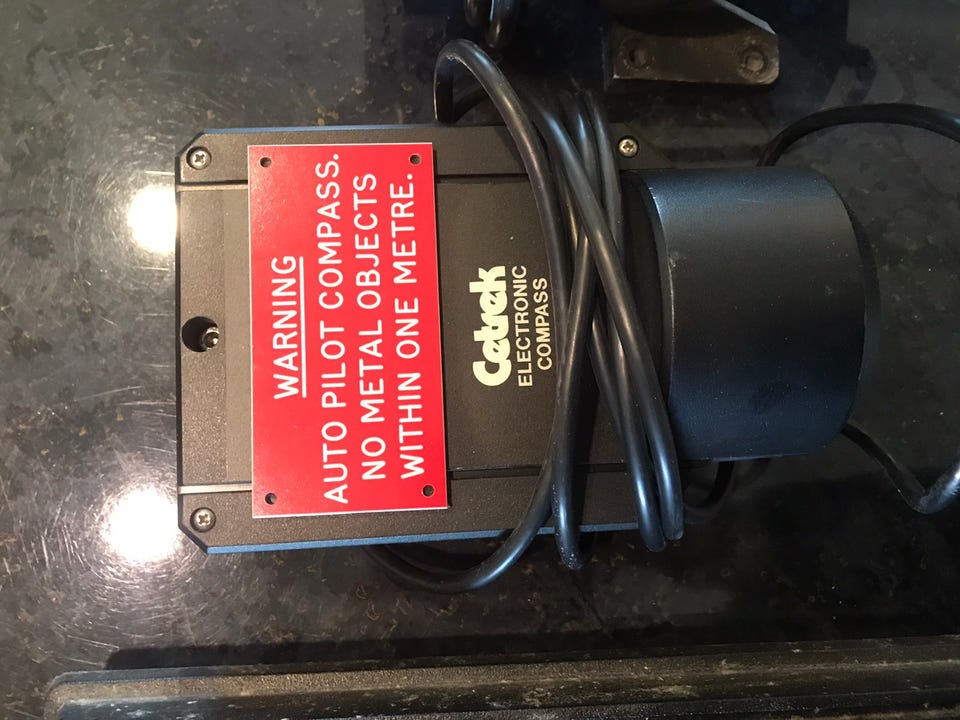 WARNING
AUTO PILOT COMPASS.
NO METAL OBJECTS
WITHIN ONE METRE.
Cetrek
ELECTRONIC
COMPASS